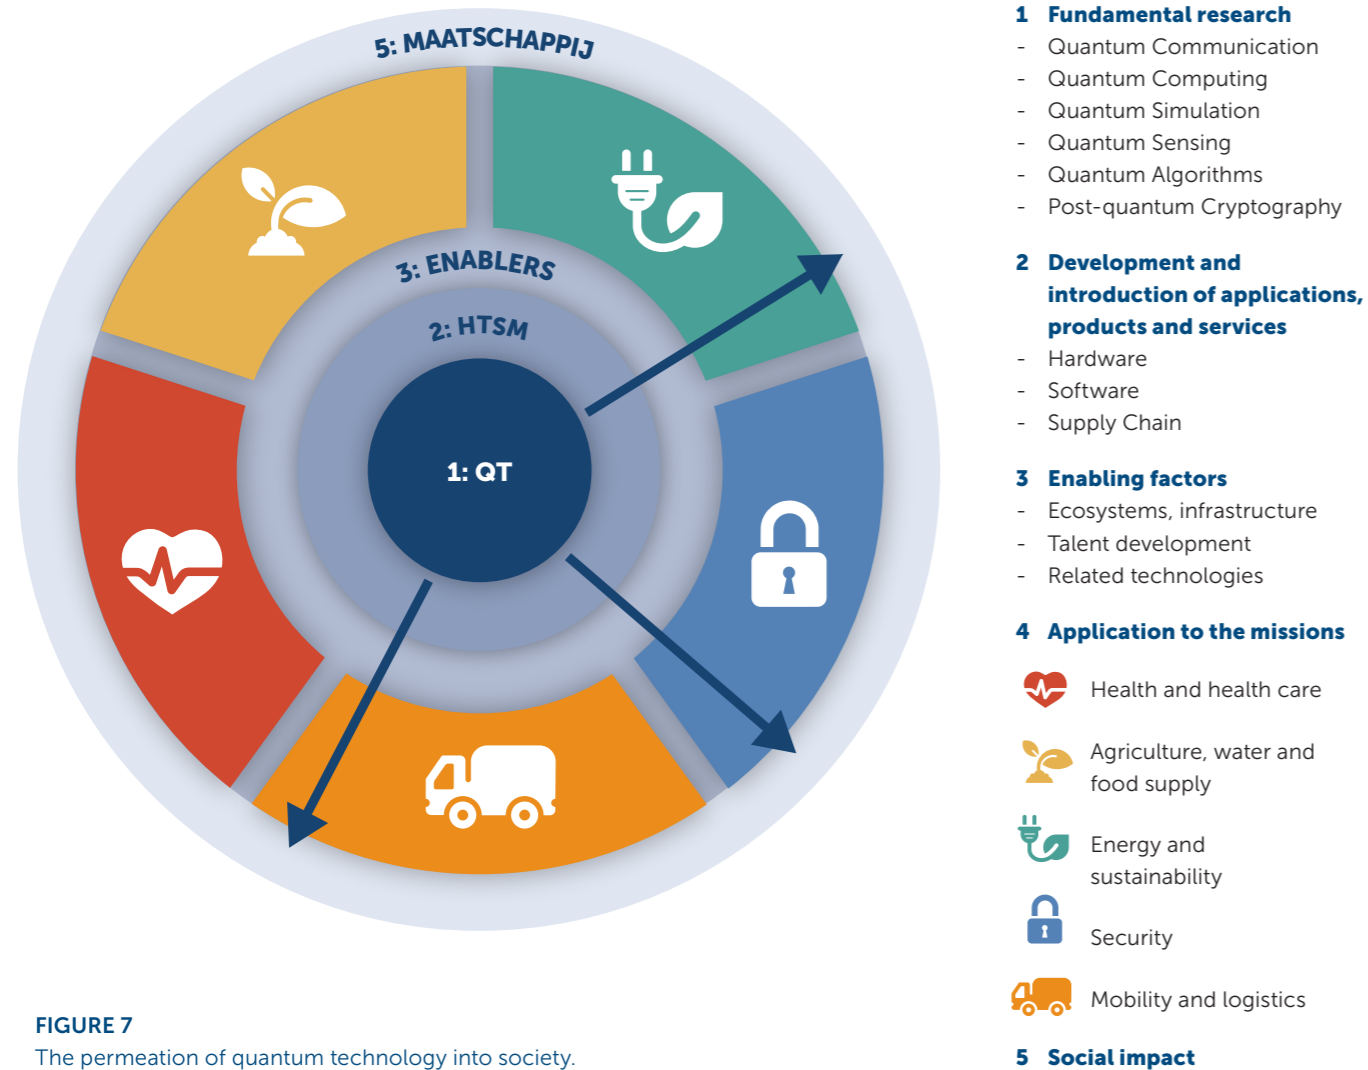 5: MAATSCHAPPIJ
3: ENABLERS
2: HTSM
1: QT
FIGURE 7
The permeation of quantum technology into society.
1 Fundamental research
- Quantum Communication
- Quantum Computing
- Quantum Simulation
- Quantum Sensing
- Quantum Algorithms
- Post-quantum Cryptography
2 Development and
introduction of applications,
products and services
- Hardware
- Software
- Supply Chain
3 Enabling factors
- Ecosystems, infrastructure
- Talent development
- Related technologies
4 Application to the missions
Health and health care
Agriculture, water and
food supply
Energy and
sustainability
Security
Mobility and logistics
5 Social impact